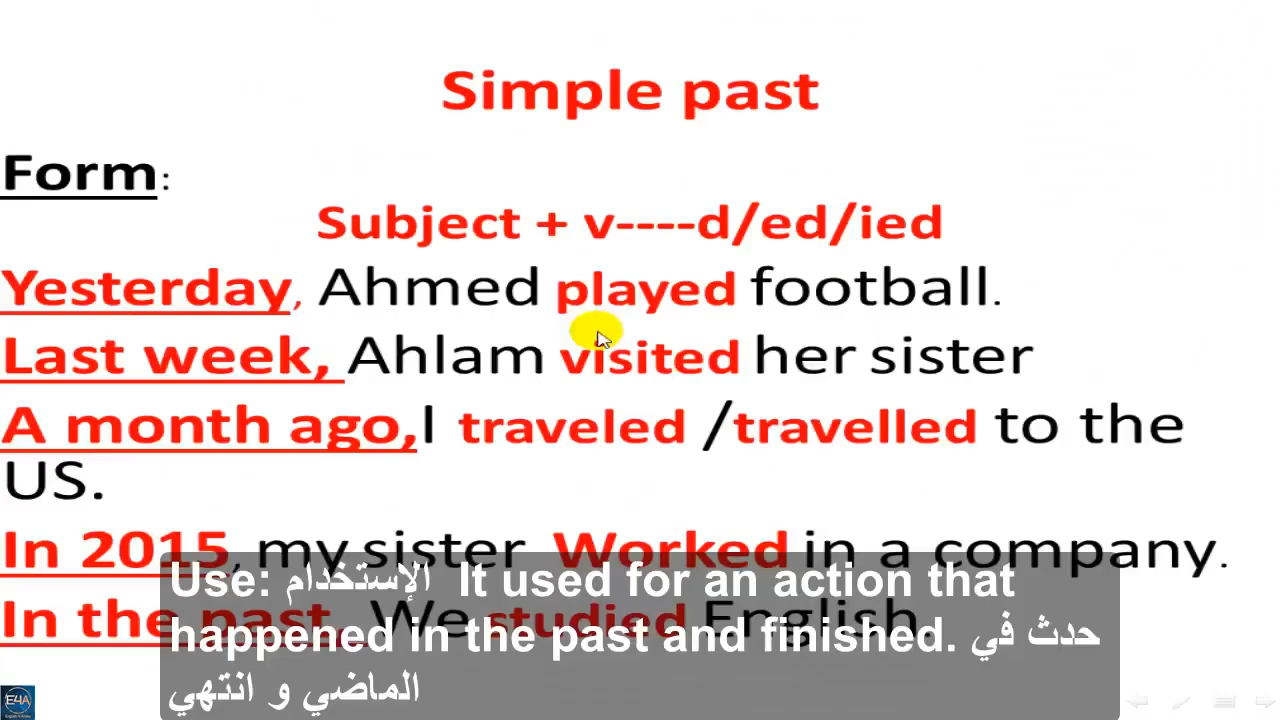 Simple past
Form:
Subject + v----d/ed/ied
Yesterday, Ahmed played football.
Last week, Ahlam visited her sister
A month ago,I traveled /travelled to the
US.
In 2015, my sister Worked in a company.
In the past, We studied English
Use: الإستخدام It used for an action that
happened in the past and finished. حدث في
الماضي و انتهي
E4A